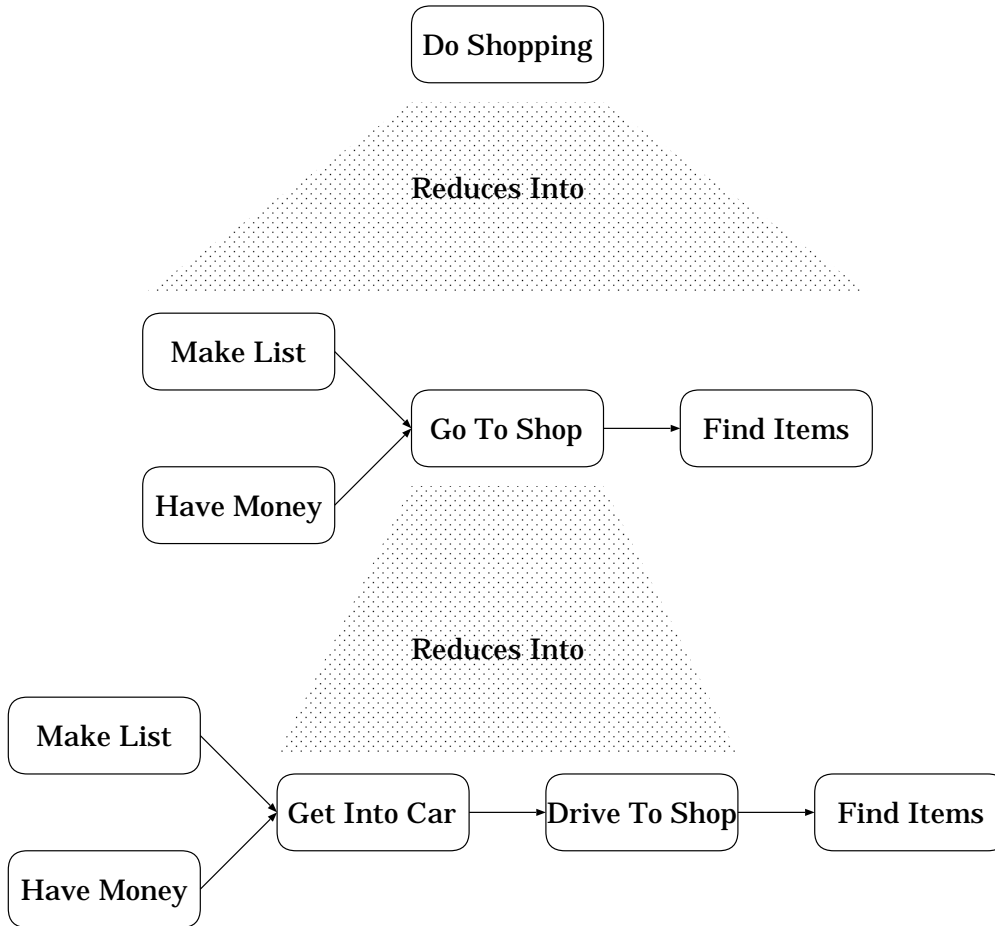 Do Shopping
Reduces Into
Make List
Go To Shop
Find Items
Have Money
Reduces Into
Make List
Get Into Car
Drive To Shop
Find Items
Have Money